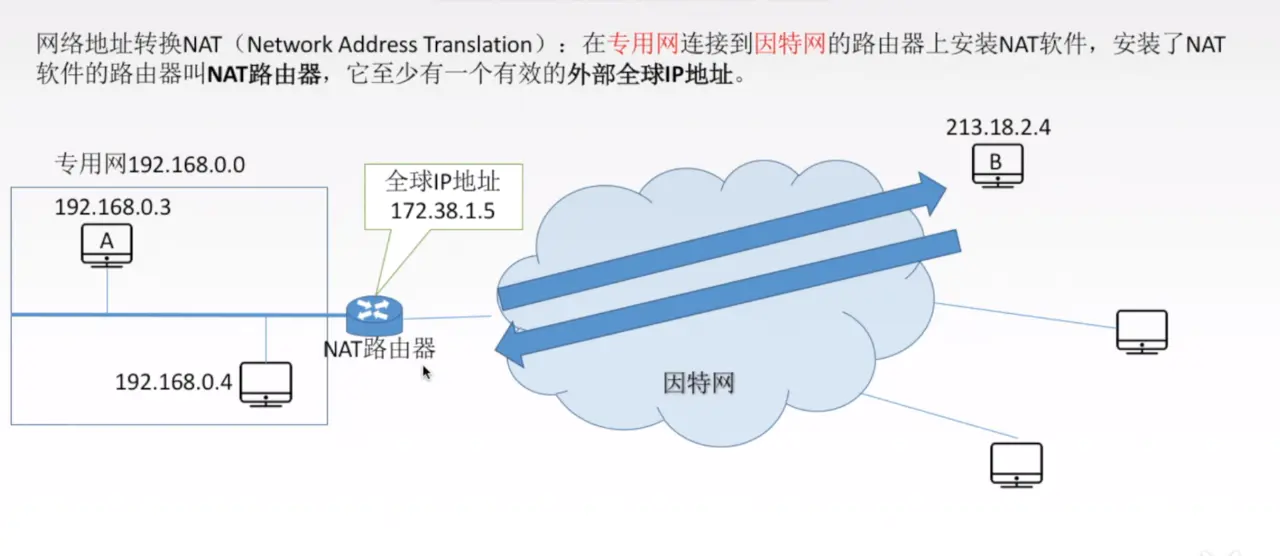 网络地址转换NAT（Network Address Translation）：在专用网连接到因特网的路由器上安装NAT软件，安装了NAT
软件的路由器叫NAT路由器，它至少有一个有效的外部全球IP地址。
213.18.2.4
B
专用网192.168.0.0
全球IP地址
172.38.1.5
192.168.0.3
A
NAT路由器
192.168.0.4
因特网